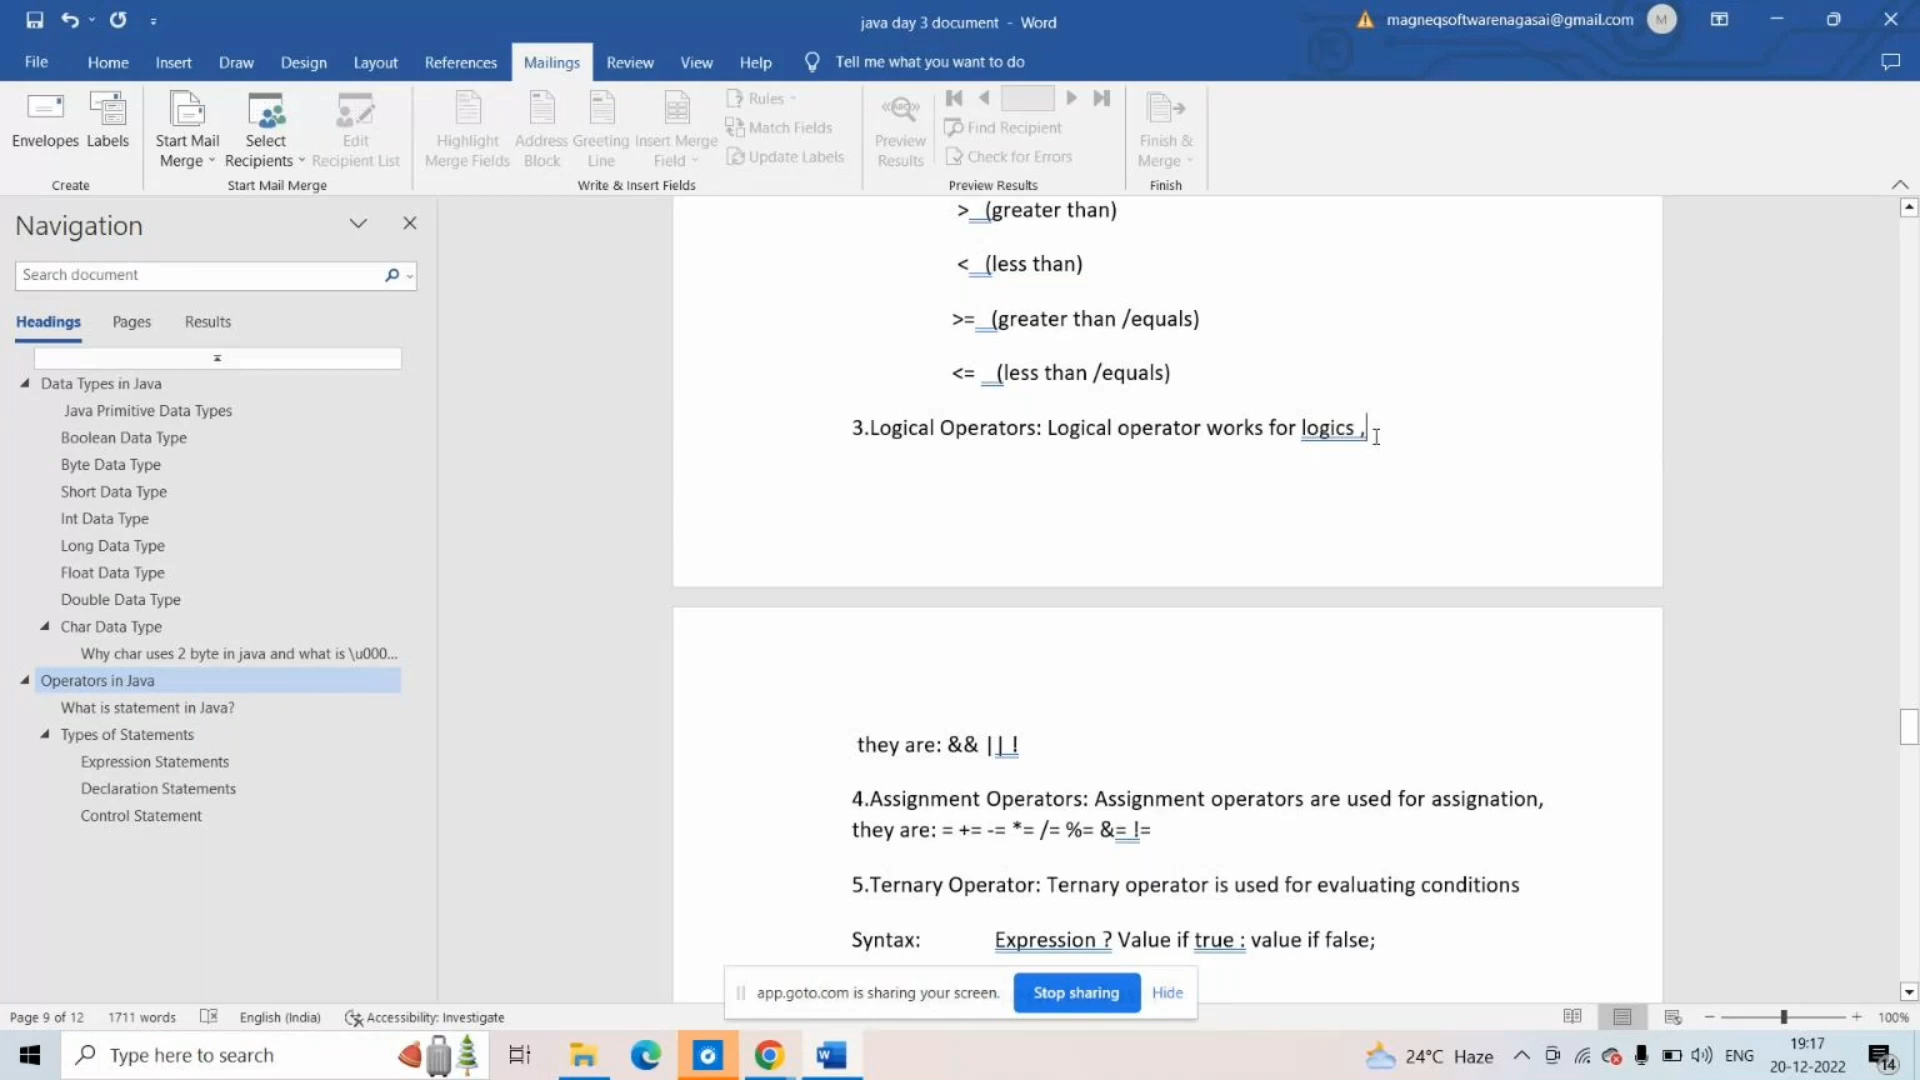 java day 3 document - Word
magneqsoftwarenagasai@gmail.com
M
File Home Insert Draw Design Layout References Mailings Review View Help Tell me what you want to do
Envelopes Labels Start Mail Merge Select Recipients Edit Recipient List Highlight Merge Fields Address Block Greeting Line Insert Merge Field Rules Match Fields Update Labels Preview Results Find Recipient Check for Errors Finish & Merge
Create Start Mail Merge Write & Insert Fields Preview Results Finish
Navigation
Search document
Headings Pages Results
Data Types in Java
Java Primitive Data Types
Boolean Data Type
Byte Data Type
Short Data Type
Int Data Type
Long Data Type
Float Data Type
Double Data Type
Char Data Type
Why char uses 2 byte in java and what is \u000...
Operators in Java
What is statement in Java?
Types of Statements
Expression Statements
Declaration Statements
Control Statement
> (greater than)
< (less than)
>= (greater than /equals)
<= (less than /equals)
3.Logical Operators: Logical operator works for logics ,
they are: && || !
4.Assignment Operators: Assignment operators are used for assignation,
they are: = += -= *= /= %= &= !=
5.Ternary Operator: Ternary operator is used for evaluating conditions
Syntax: Expression ? Value if true : value if false;
app.goto.com is sharing your screen. Stop sharing Hide
Page 9 of 12 1711 words English (India) Accessibility: Investigate 100%
Type here to search
24°C Haze ENG
19:17
20-12-2022
14